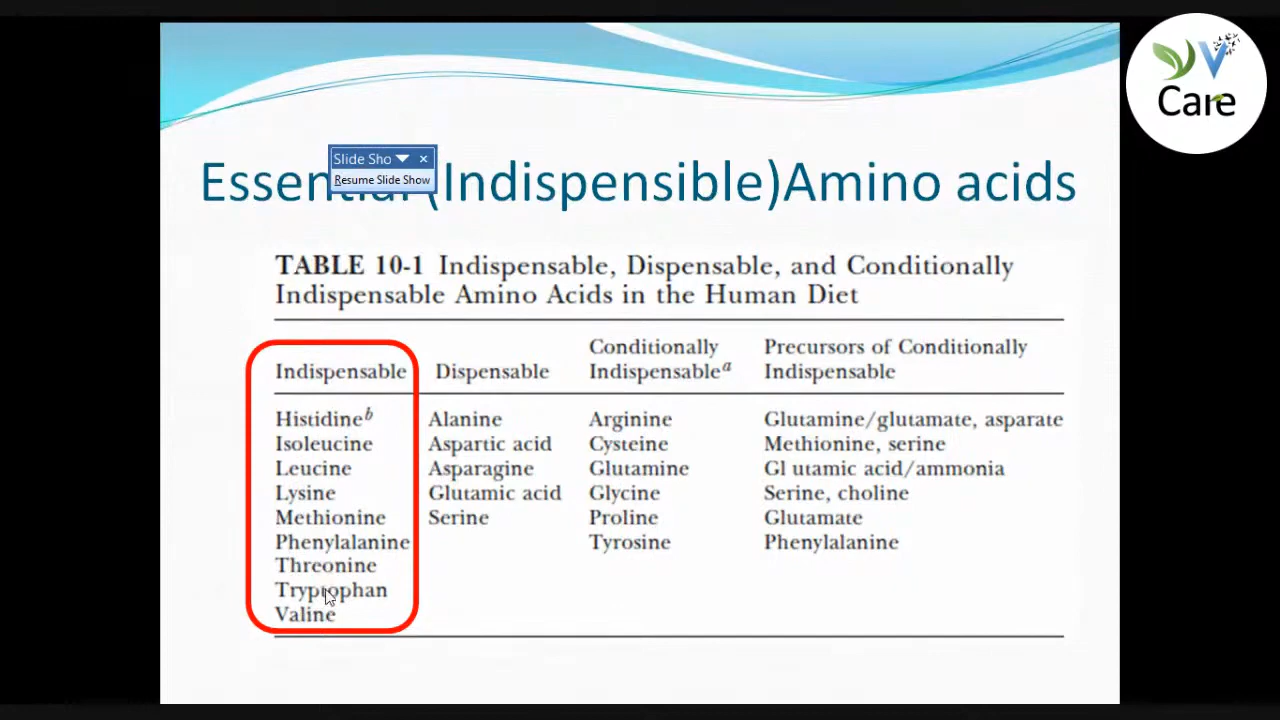 V
Care
Slide Sho
Resume Slide Show
Essential (Indispensible)Amino acids
TABLE 10-1 Indispensable, Dispensable, and Conditionally
Indispensable Amino Acids in the Human Diet
Indispensable Dispensable Conditionally Indispensableᵃ Precursors of Conditionally Indispensable
Histidineᵇ Alanine Arginine Glutamine/glutamate, asparate
Isoleucine Aspartic acid Cysteine Methionine, serine
Leucine Asparagine Glutamine Gl utamic acid/ammonia
Lysine Glutamic acid Glycine Serine, choline
Methionine Serine Proline Glutamate
Phenylalanine Tyrosine Phenylalanine
Threonine
Tryptophan
Valine